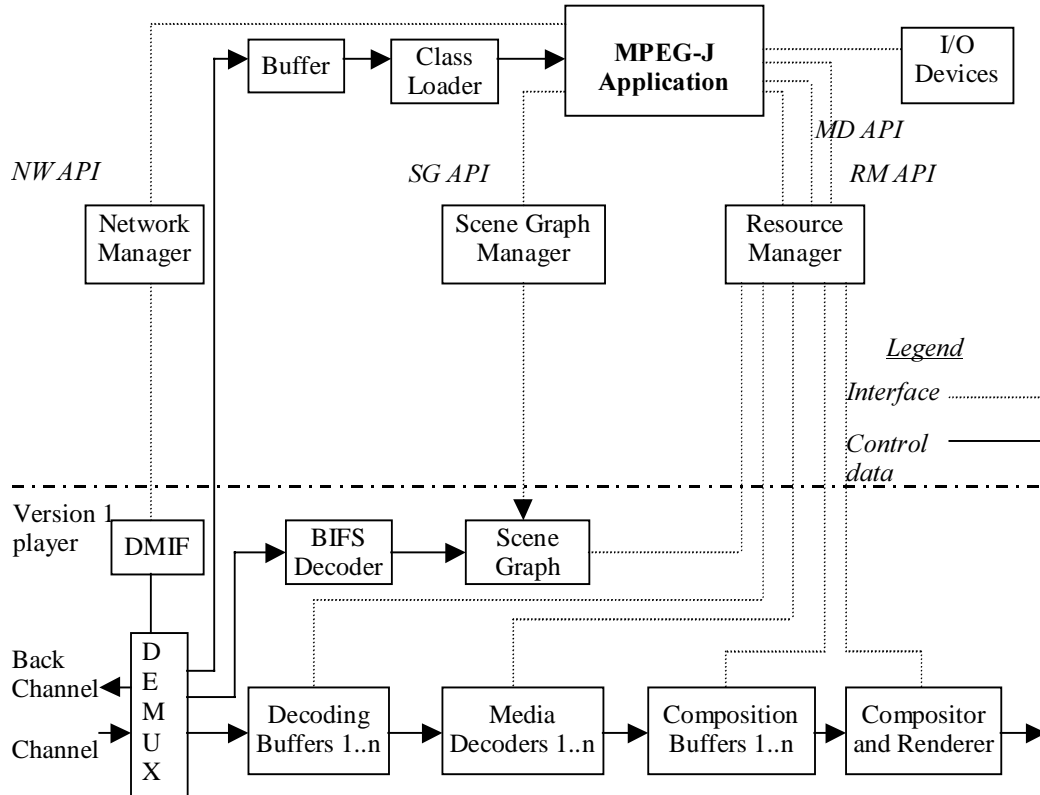 MPEG-J
Application
I/O
Devices
Buffer
Class
Loader
MD API
NW API
SG API
RM API
Network
Manager
Scene Graph
Manager
Resource
Manager
Legend
Interface
Control
data
Version 1
player
DMIF
BIFS
Decoder
Scene
Graph
Back
Channel
Channel
D
E
M
U
X
Decoding
Buffers 1..n
Media
Decoders 1..n
Composition
Buffers 1..n
Compositor
and Renderer